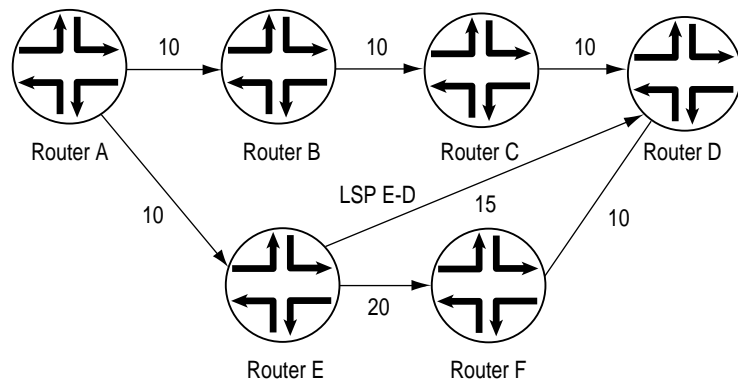 10
10
10
Router A
Router B
Router C
Router D
LSP E-D
10
15
10
20
Router E
Router F